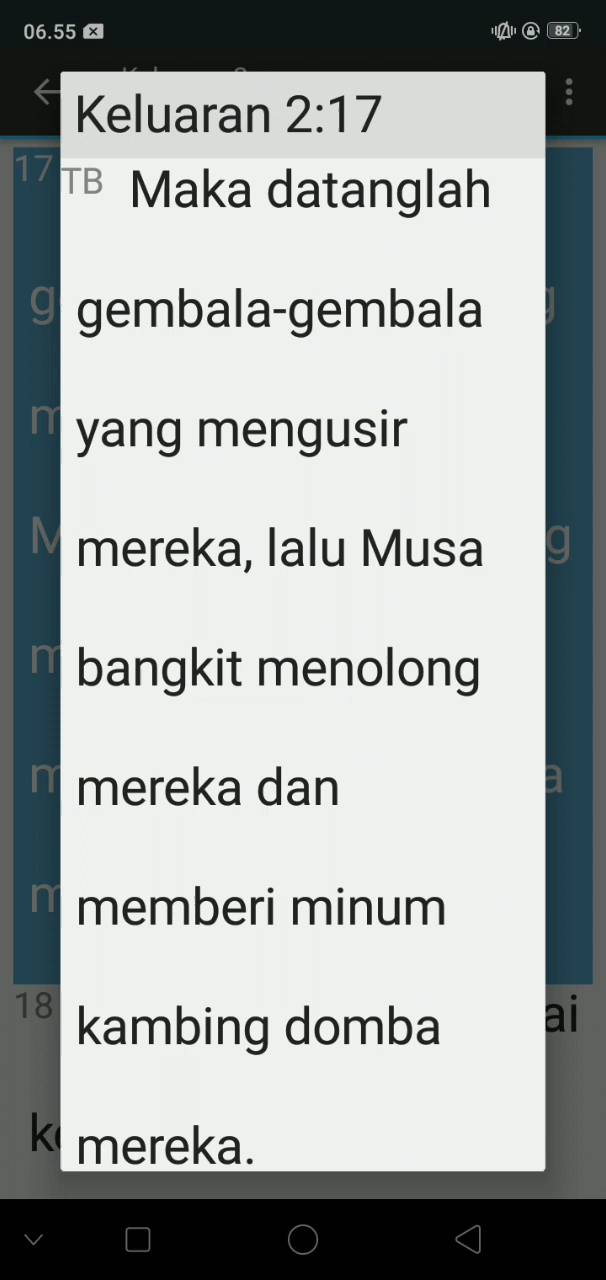 06.55
82
Keluaran 2:17
17
TB Maka datanglah
gembala-gembala
yang mengusir
mereka, lalu Musa
bangkit menolong
mereka dan
memberi minum
kambing domba
mereka.
18